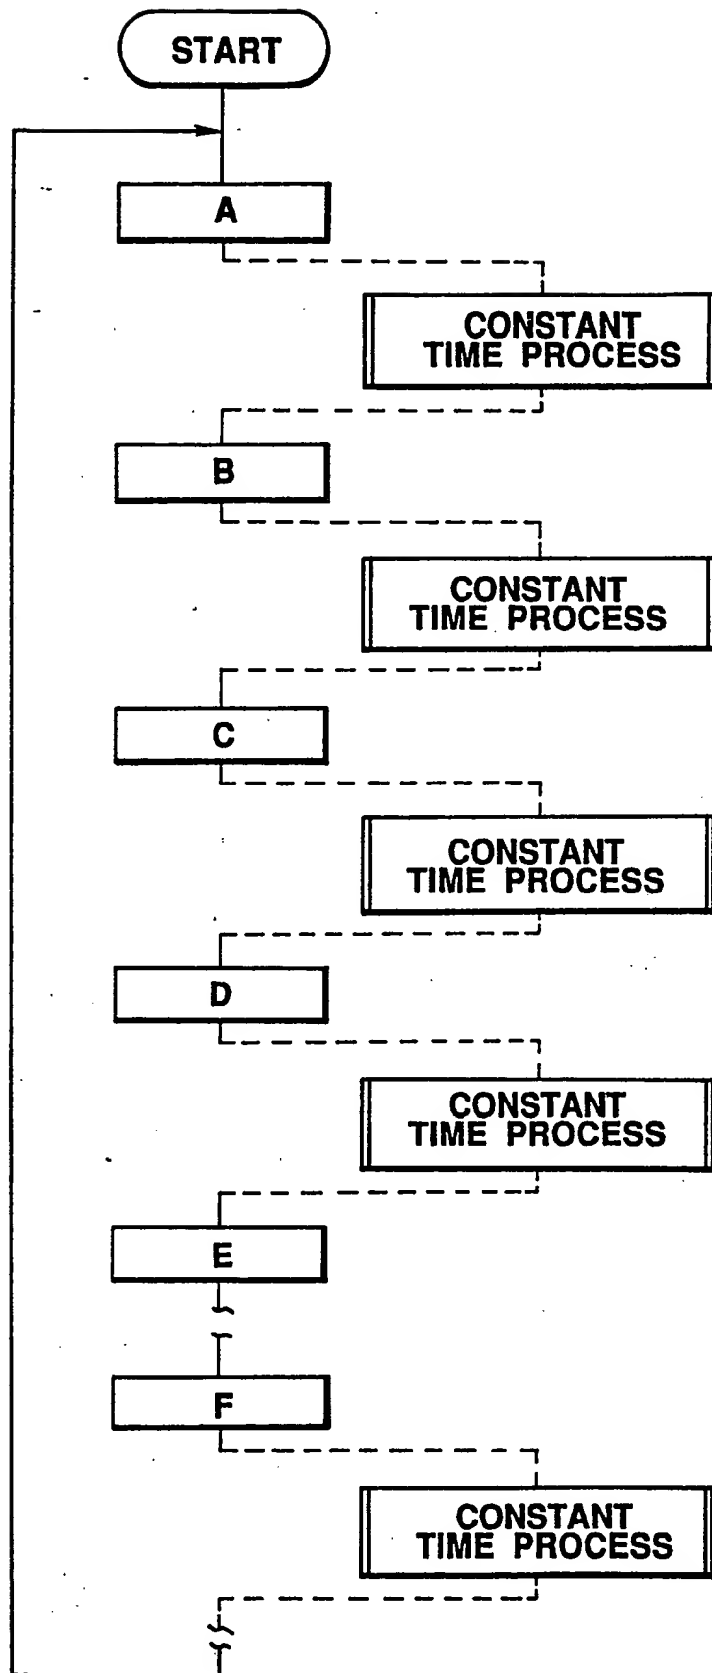 START
A
CONSTANT
TIME PROCESS
B
CONSTANT
TIME PROCESS
C
CONSTANT
TIME PROCESS
D
CONSTANT
TIME PROCESS
E
F
CONSTANT
TIME PROCESS